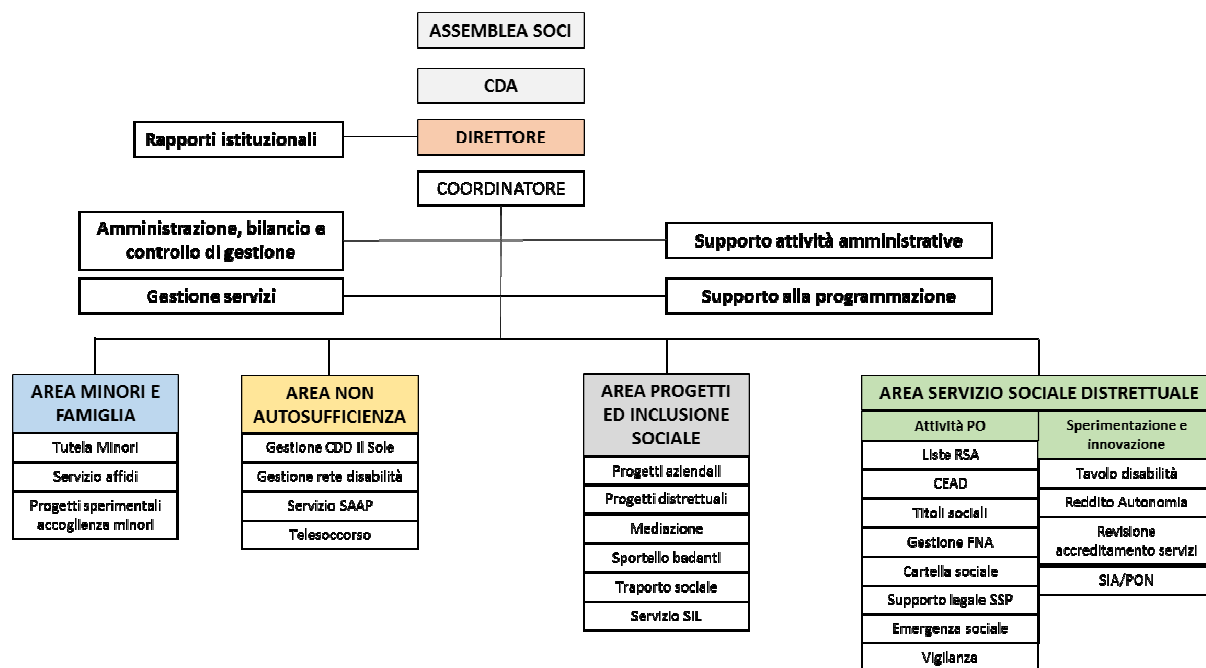 ASSEMBLEA SOCI
CDA
Rapporti istituzionali
DIRETTORE
COORDINATORE
Amministrazione, bilancio e
controllo di gestione
Supporto attività amministrative
Gestione servizi
Supporto alla programmazione
AREA MINORI E
FAMIGLIA
Tutela Minori
Servizio affidi
Progetti sperimentali
accoglienza minori
AREA NON
AUTOSUFFICIENZA
Gestione CDD Il Sole
Gestione rete disabilità
Servizio SAAP
Telesoccorso
AREA PROGETTI
ED INCLUSIONE
SOCIALE
Progetti aziendali
Progetti distrettuali
Mediazione
Sportello badanti
Traporto sociale
Servizio SIL
AREA SERVIZIO SOCIALE DISTRETTUALE
Attività PO
Liste RSA
CEAD
Titoli sociali
Gestione FNA
Cartella sociale
Supporto legale SSP
Emergenza sociale
Vigilanza
Sperimentazione e
innovazione
Tavolo disabilità
Reddito Autonomia
Revisione
accreditamento servizi
SIA/PON